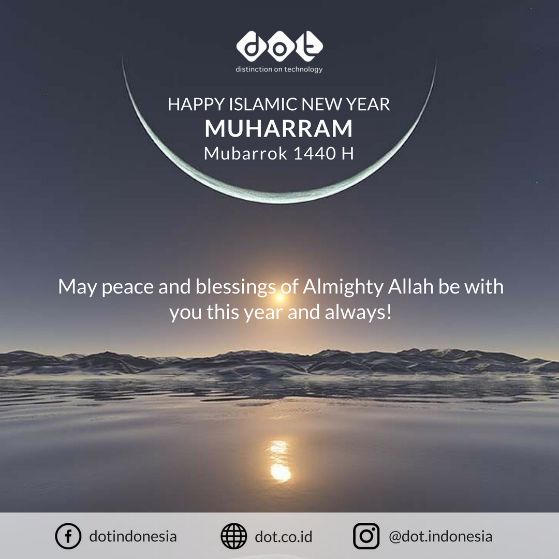 dot
distinction on technology
HAPPY ISLAMIC NEW YEAR
MUHARRAM
Mubarrok 1440 H
May peace and blessings of Almighty Allah be with
you this year and always!
dotindonesia
dot.co.id
@dot.indonesia